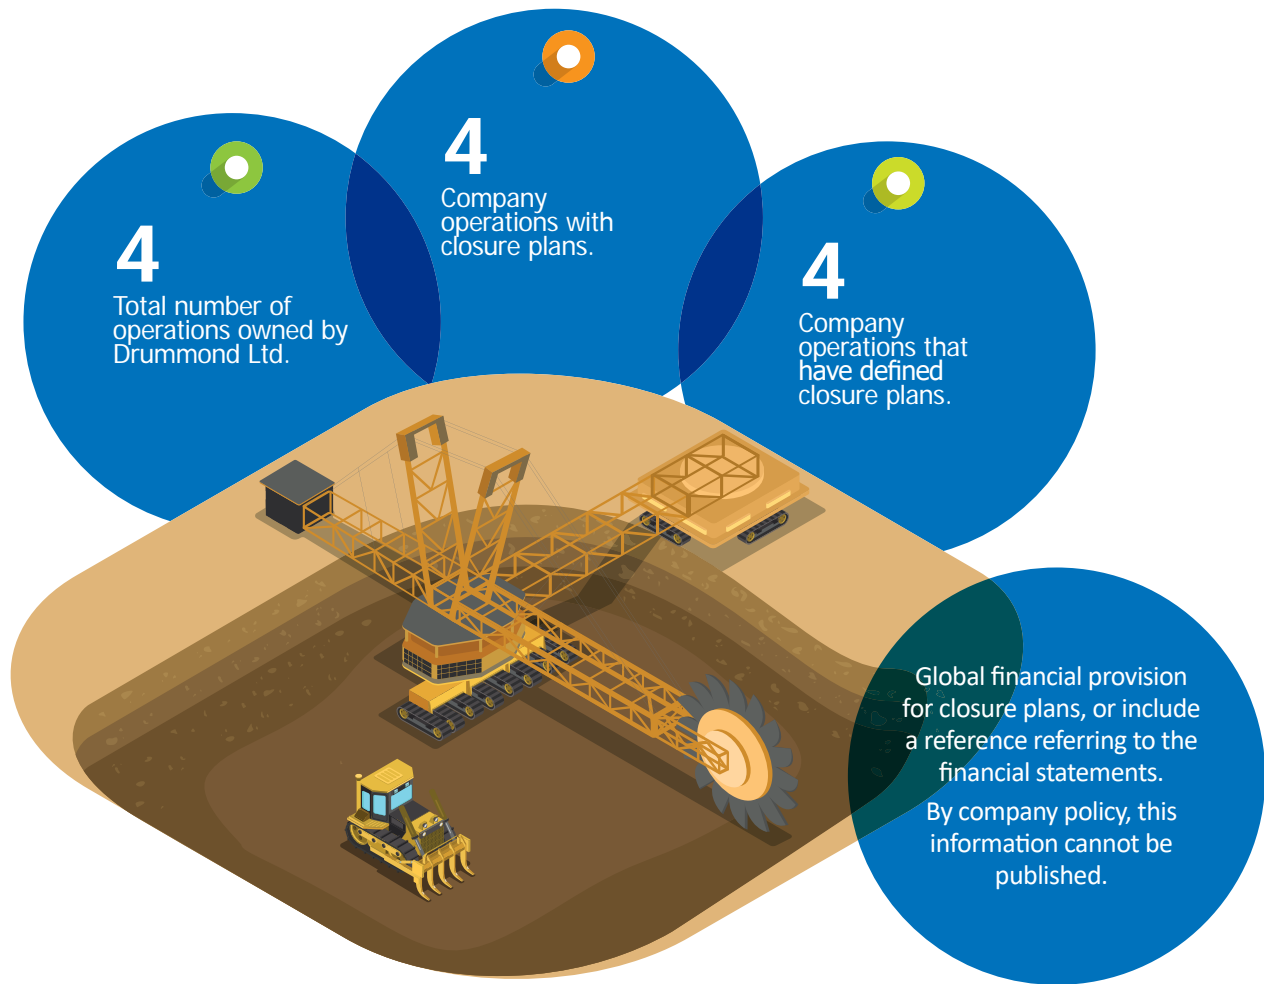 4
Total number of
operations owned by
Drummond Ltd.
4
Company
operations with
closure plans.
4
Company
operations that
have defined
closure plans.
Global financial provision
for closure plans, or include
a reference referring to the
financial statements.
By company policy, this
information cannot be
published.